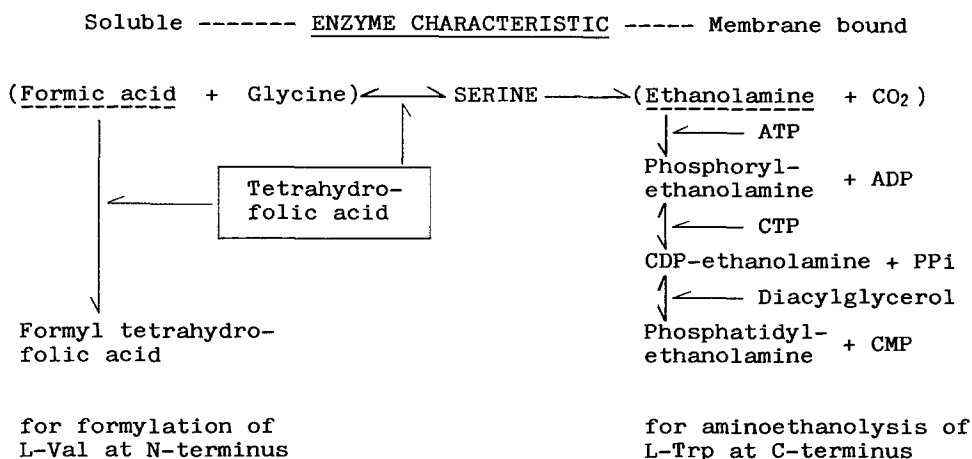 Soluble ------- ENZYME CHARACTERISTIC ----- Membrane bound
(Formic acid + Glycine) SERINE (Ethanolamine + CO₂)
ATP
Phosphoryl-
ethanolamine + ADP
Tetrahydro-
folic acid
CTP
CDP-ethanolamine + PPi
Diacylglycerol
Formyl tetrahydro-
folic acid
Phosphatidyl-
ethanolamine + CMP
for formylation of
L-Val at N-terminus
for aminoethanolysis of
L-Trp at C-terminus